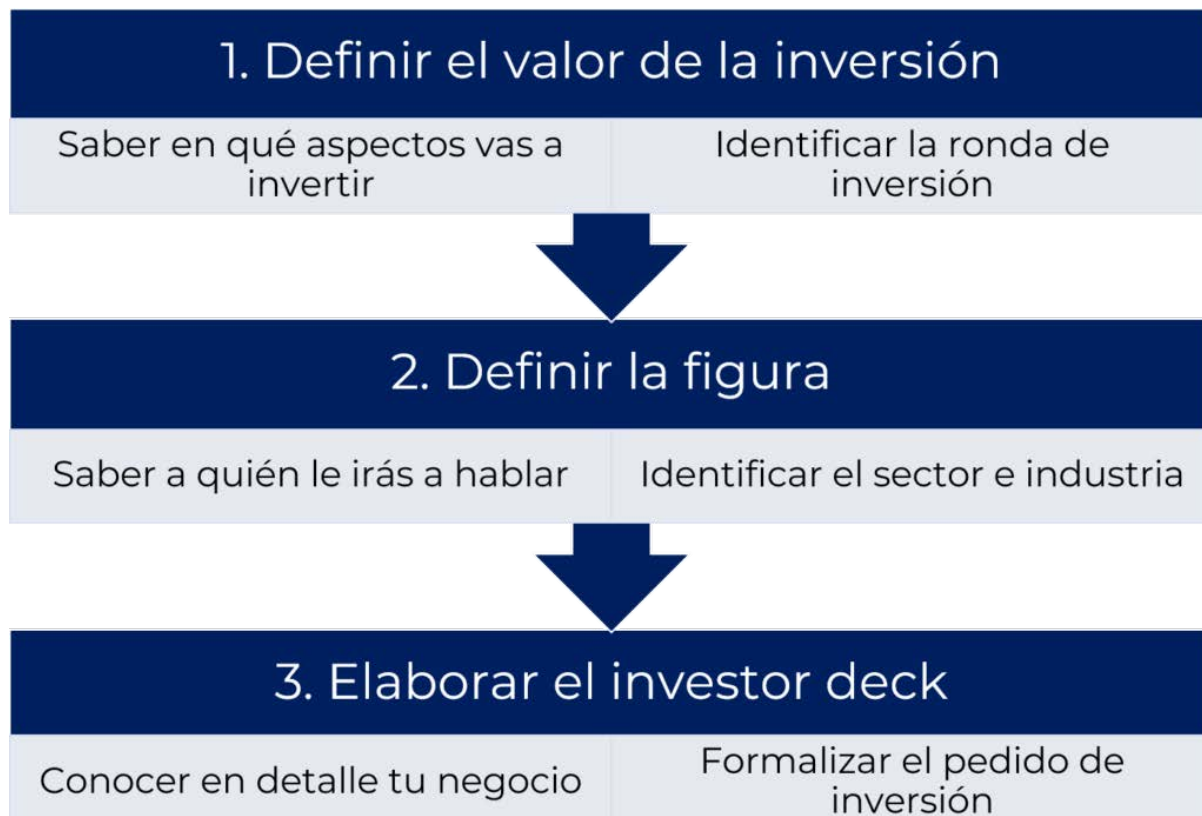 1. Definir el valor de la inversión
Saber en qué aspectos vas a
invertir
Identificar la ronda de
inversión
2. Definir la figura
Saber a quién le irás a hablar
Identificar el sector e industria
3. Elaborar el investor deck
Conocer en detalle tu negocio
Formalizar el pedido de
inversión